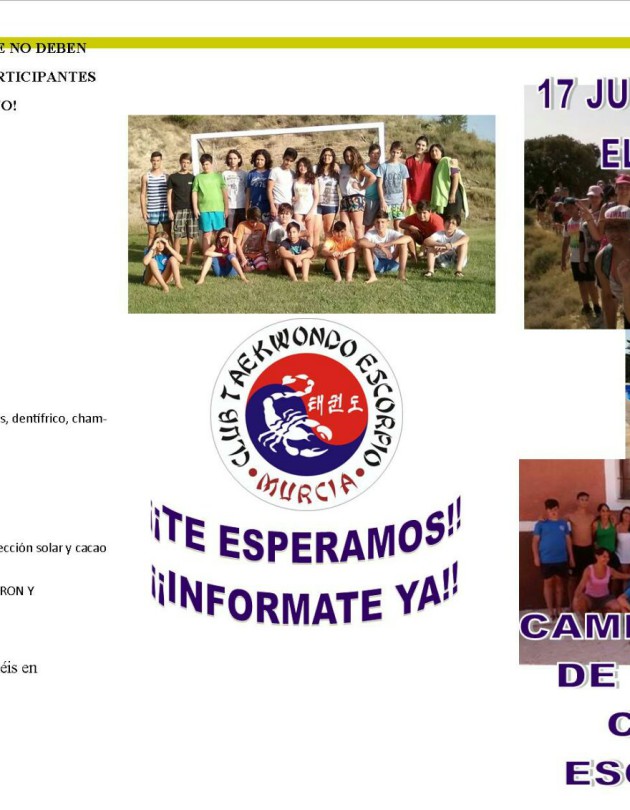 E NO DEBEN
RTICIPANTES
O!
s, dentífrico, cham-
ección solar y cacao
RON Y
éis en
CLUB TAEKWONDO ESCORPIO
태권도
MURCIA
¡¡TE ESPERAMOS!!
¡¡INFORMATE YA!!
17 JU
EL
CAM
DE
C
ESC